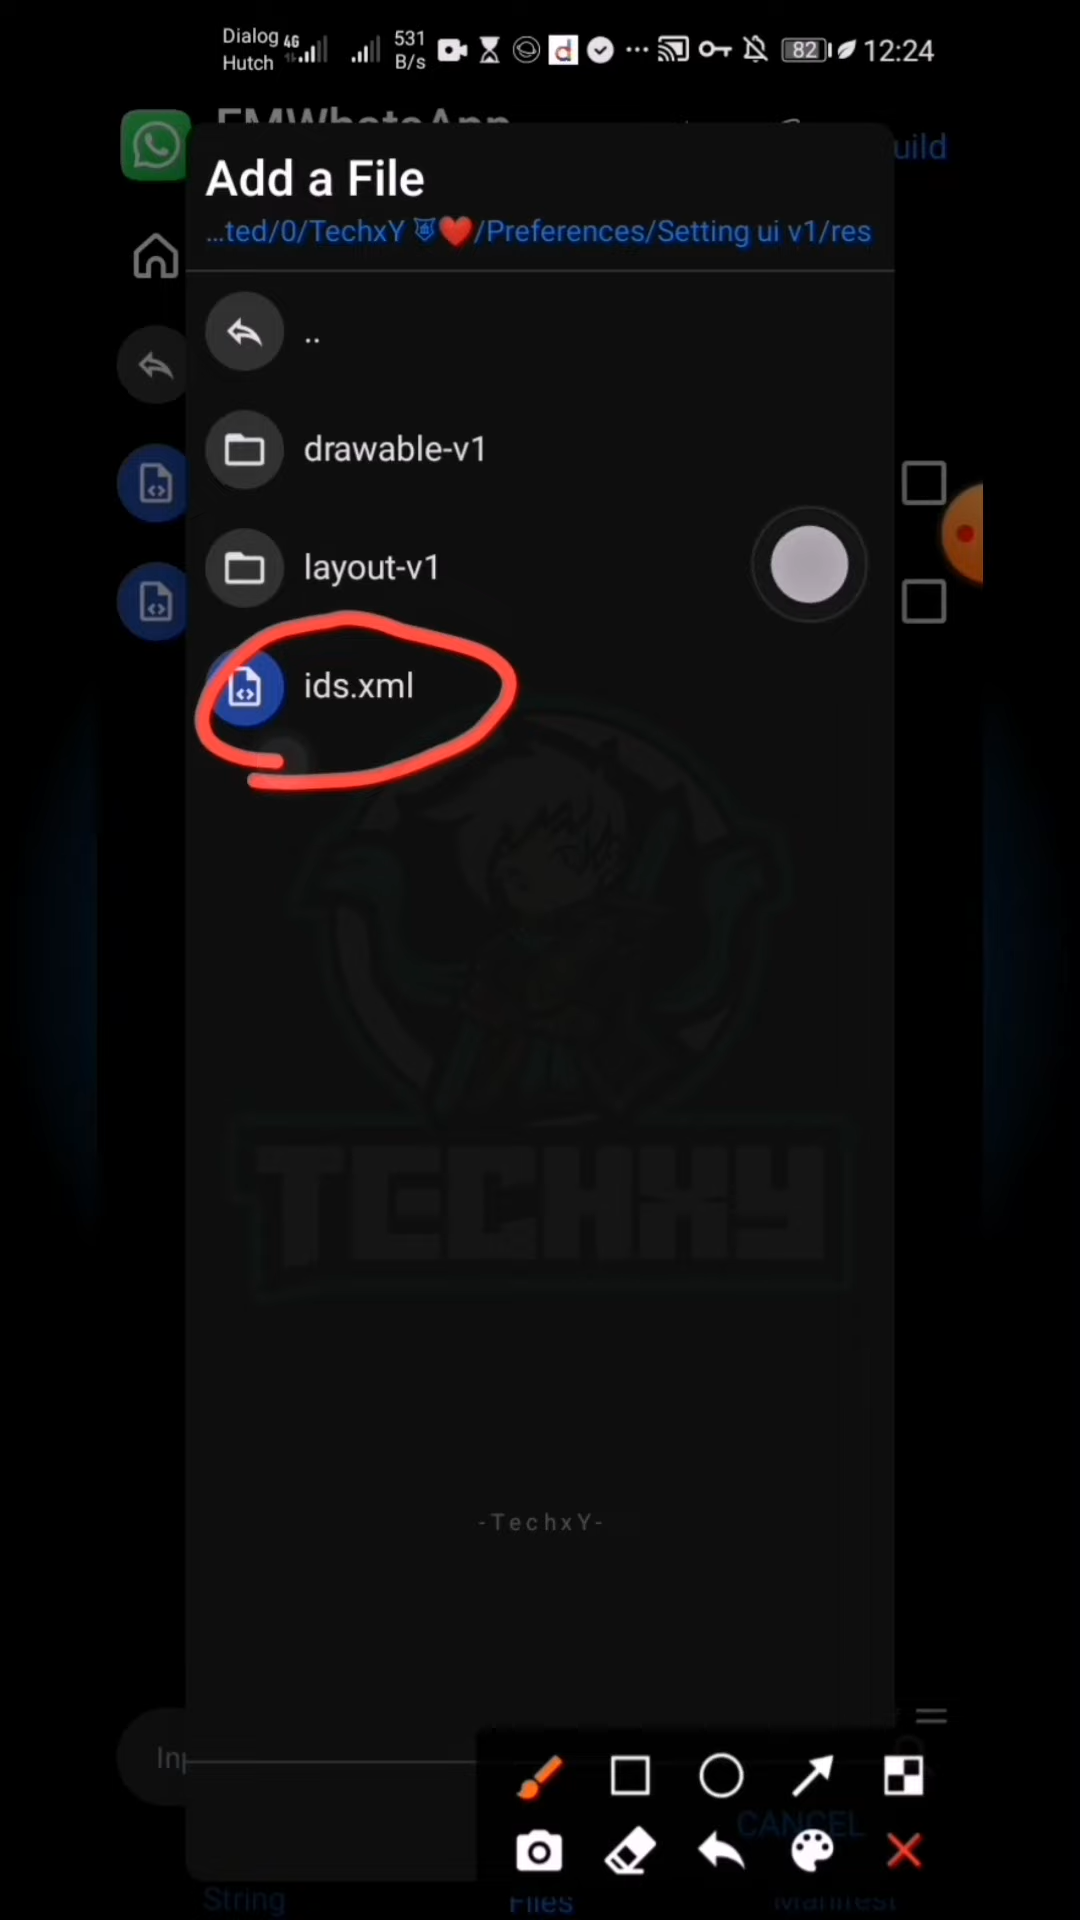 Dialog 4G 531 82 12:24
Hutch B/s
FMWhatsApp
uild
Add a File
...ted/0/TechxY 🦁❤️/Preferences/Setting ui v1/res
..
drawable-v1
layout-v1
ids.xml
TECHXY
-TechxY-
In
CANCEL
String Files Manifest